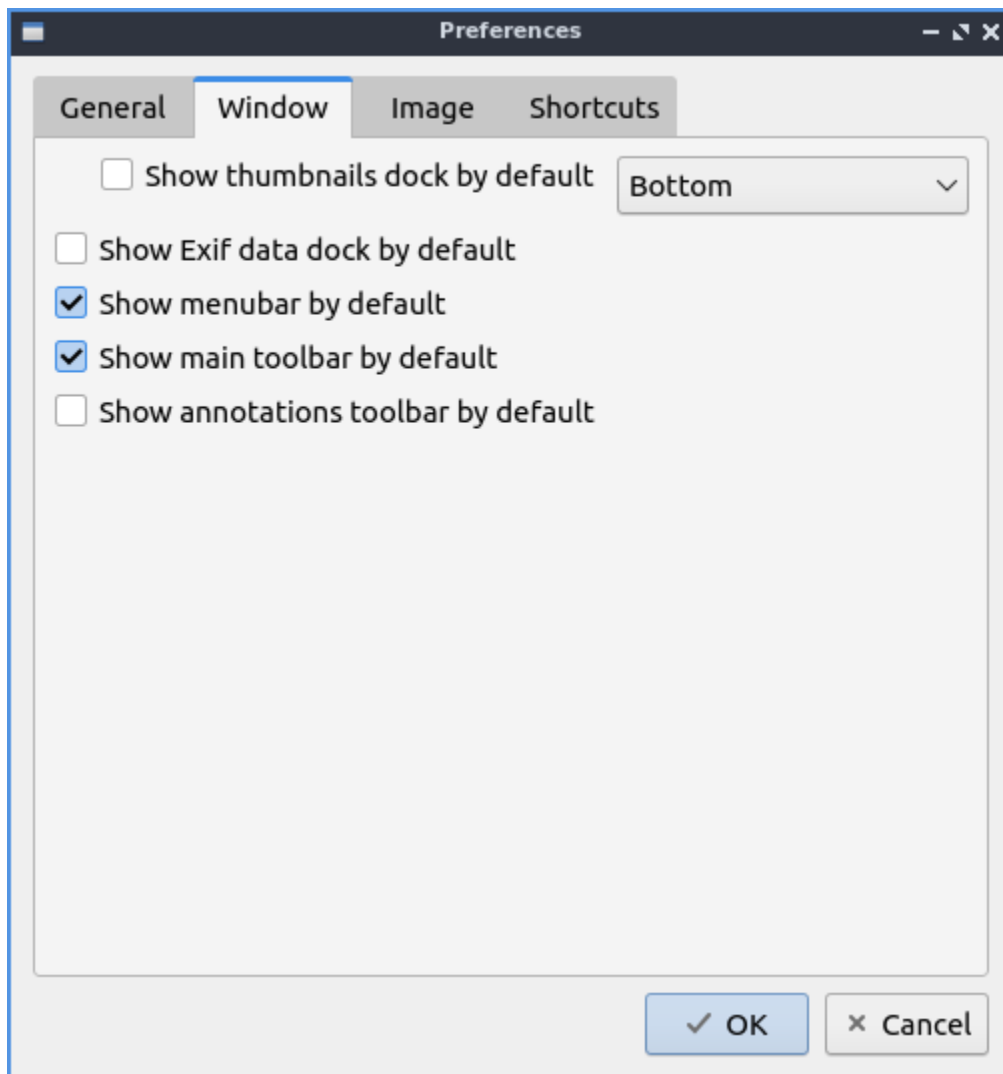 Preferences
General Window Image Shortcuts
Show thumbnails dock by default Bottom
Show Exif data dock by default
Show menubar by default
Show main toolbar by default
Show annotations toolbar by default
OK Cancel